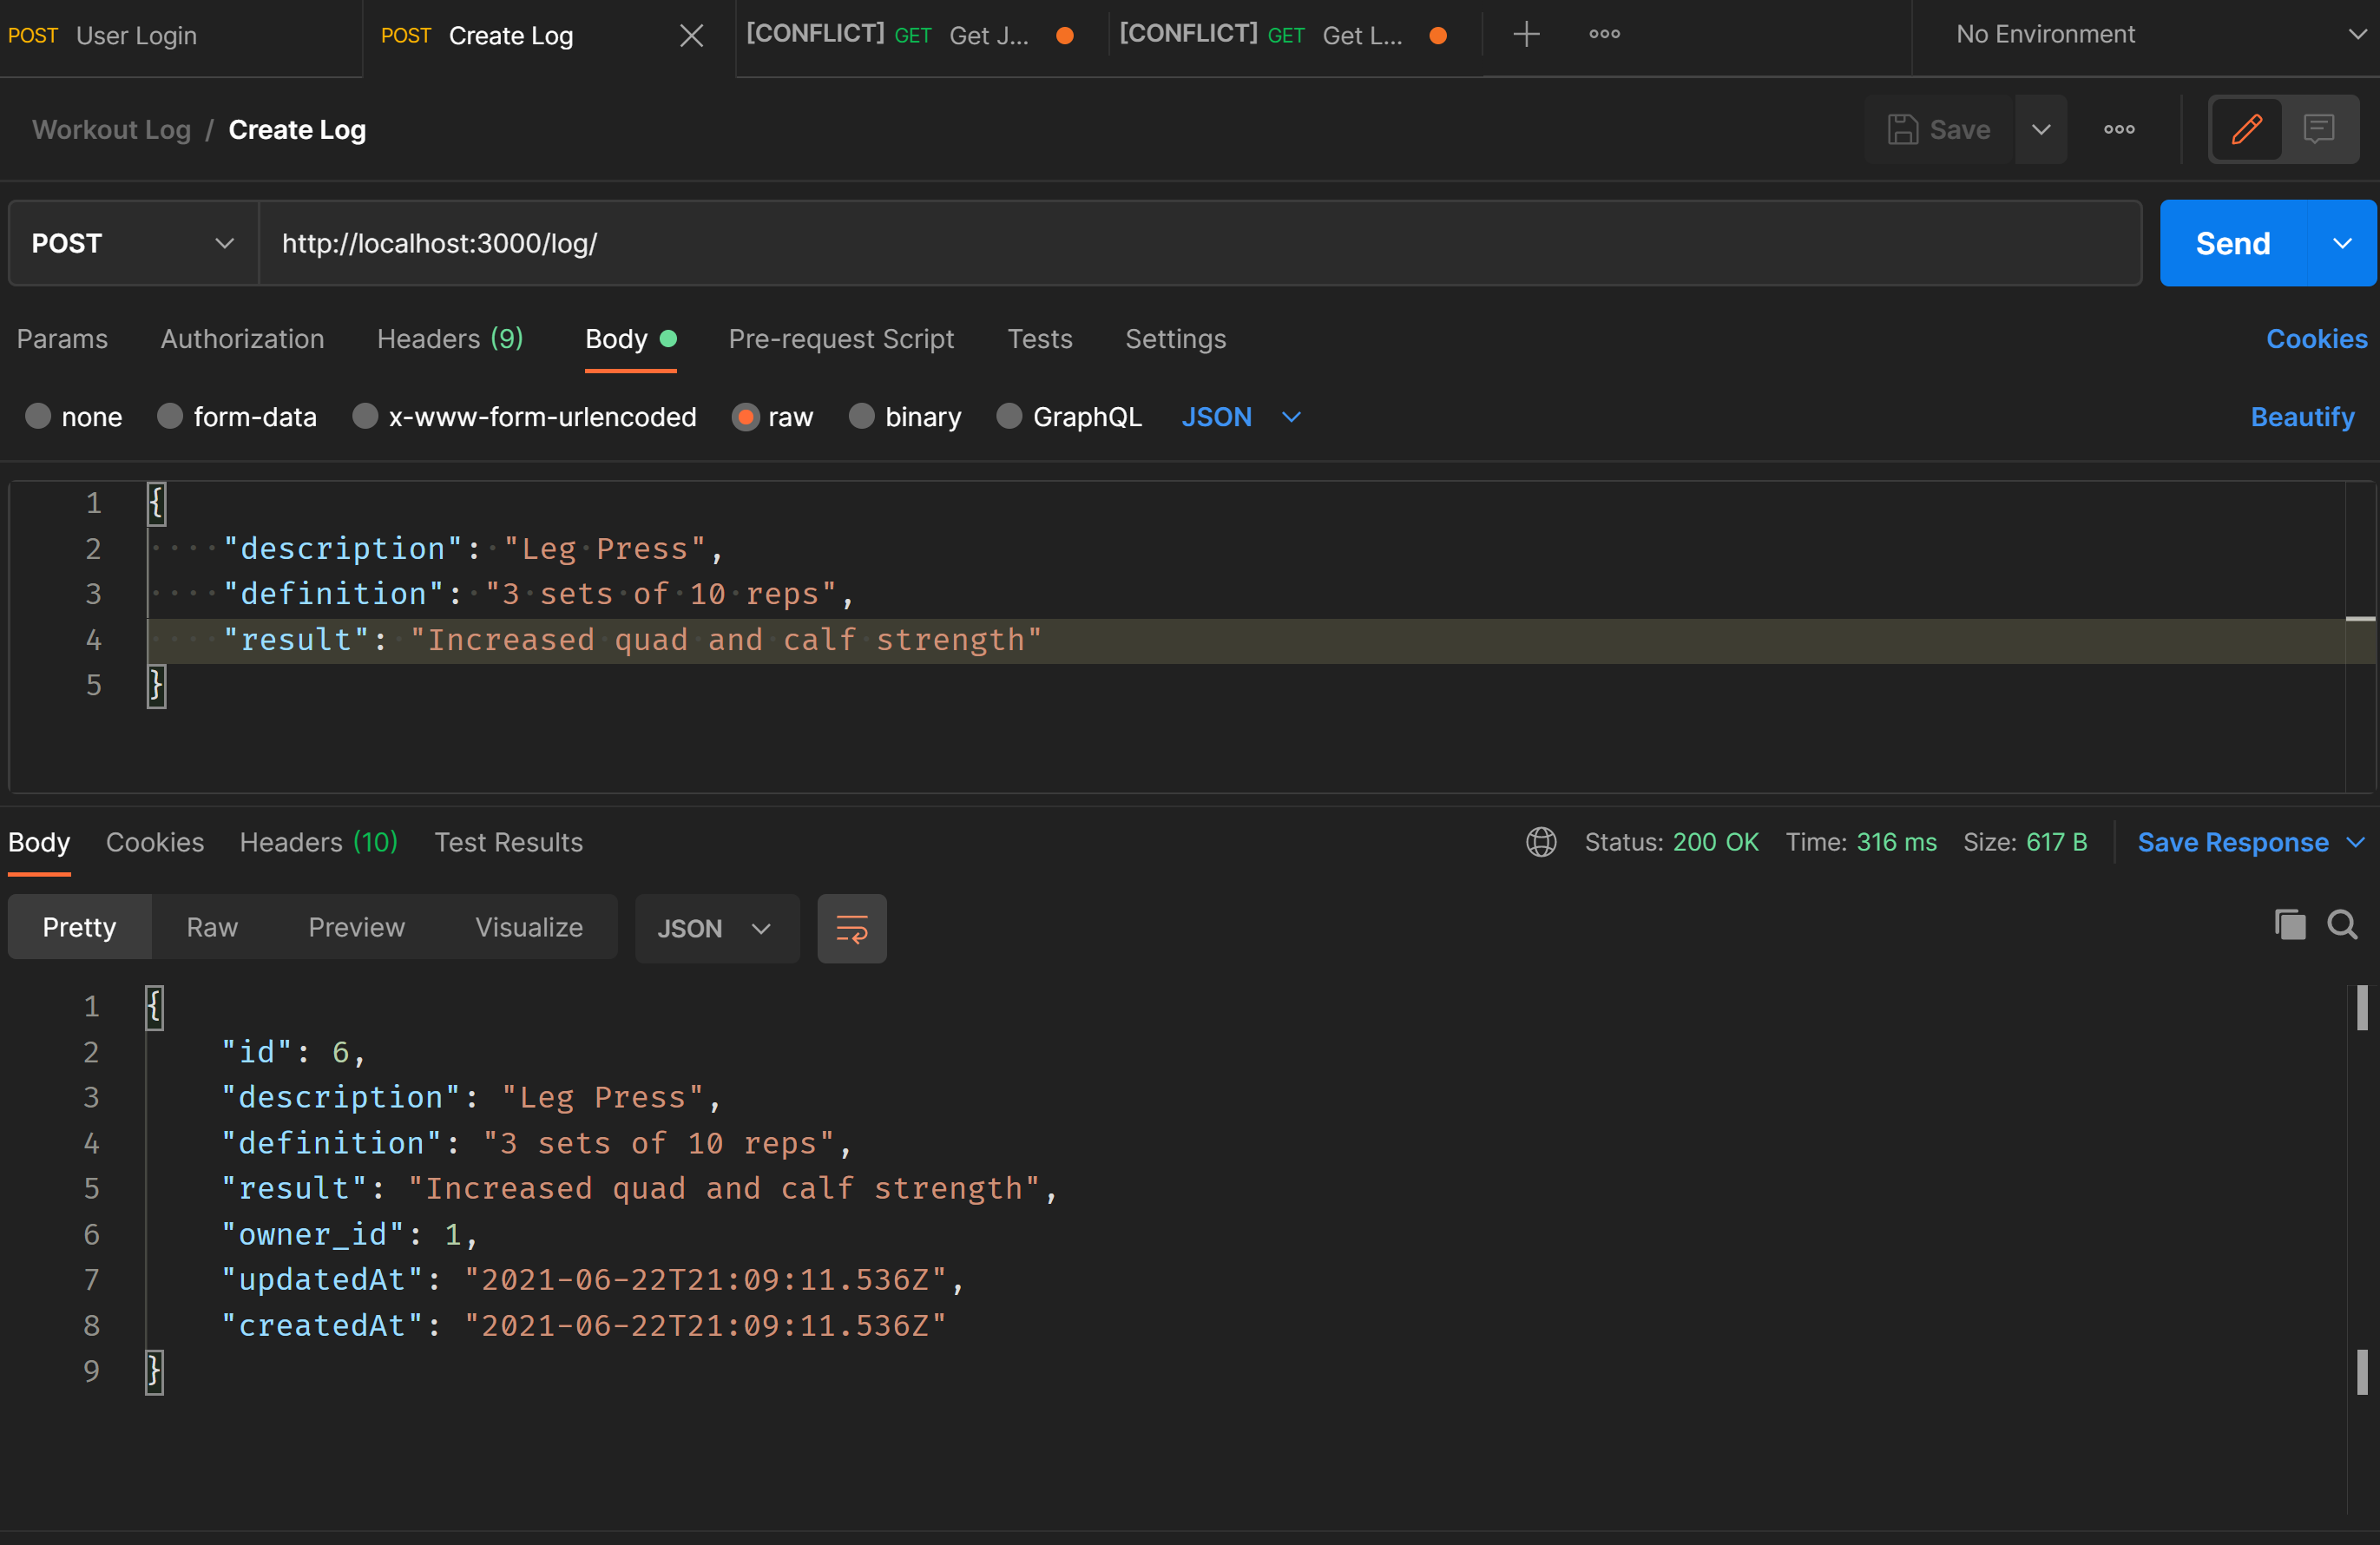 POST User Login POST Create Log [CONFLICT] GET Get J... [CONFLICT] GET Get L... No Environment
Workout Log / Create Log Save
POST http://localhost:3000/log/ Send
Params Authorization Headers (9) Body Pre-request Script Tests Settings Cookies
none form-data x-www-form-urlencoded raw binary GraphQL JSON Beautify
1 {
2 "description": "Leg Press",
3 "definition": "3 sets of 10 reps",
4 "result": "Increased quad and calf strength"
5 }
Body Cookies Headers (10) Test Results Status: 200 OK Time: 316 ms Size: 617 B Save Response
Pretty Raw Preview Visualize JSON
1 {
2 "id": 6,
3 "description": "Leg Press",
4 "definition": "3 sets of 10 reps",
5 "result": "Increased quad and calf strength",
6 "owner_id": 1,
7 "updatedAt": "2021-06-22T21:09:11.536Z",
8 "createdAt": "2021-06-22T21:09:11.536Z"
9 }